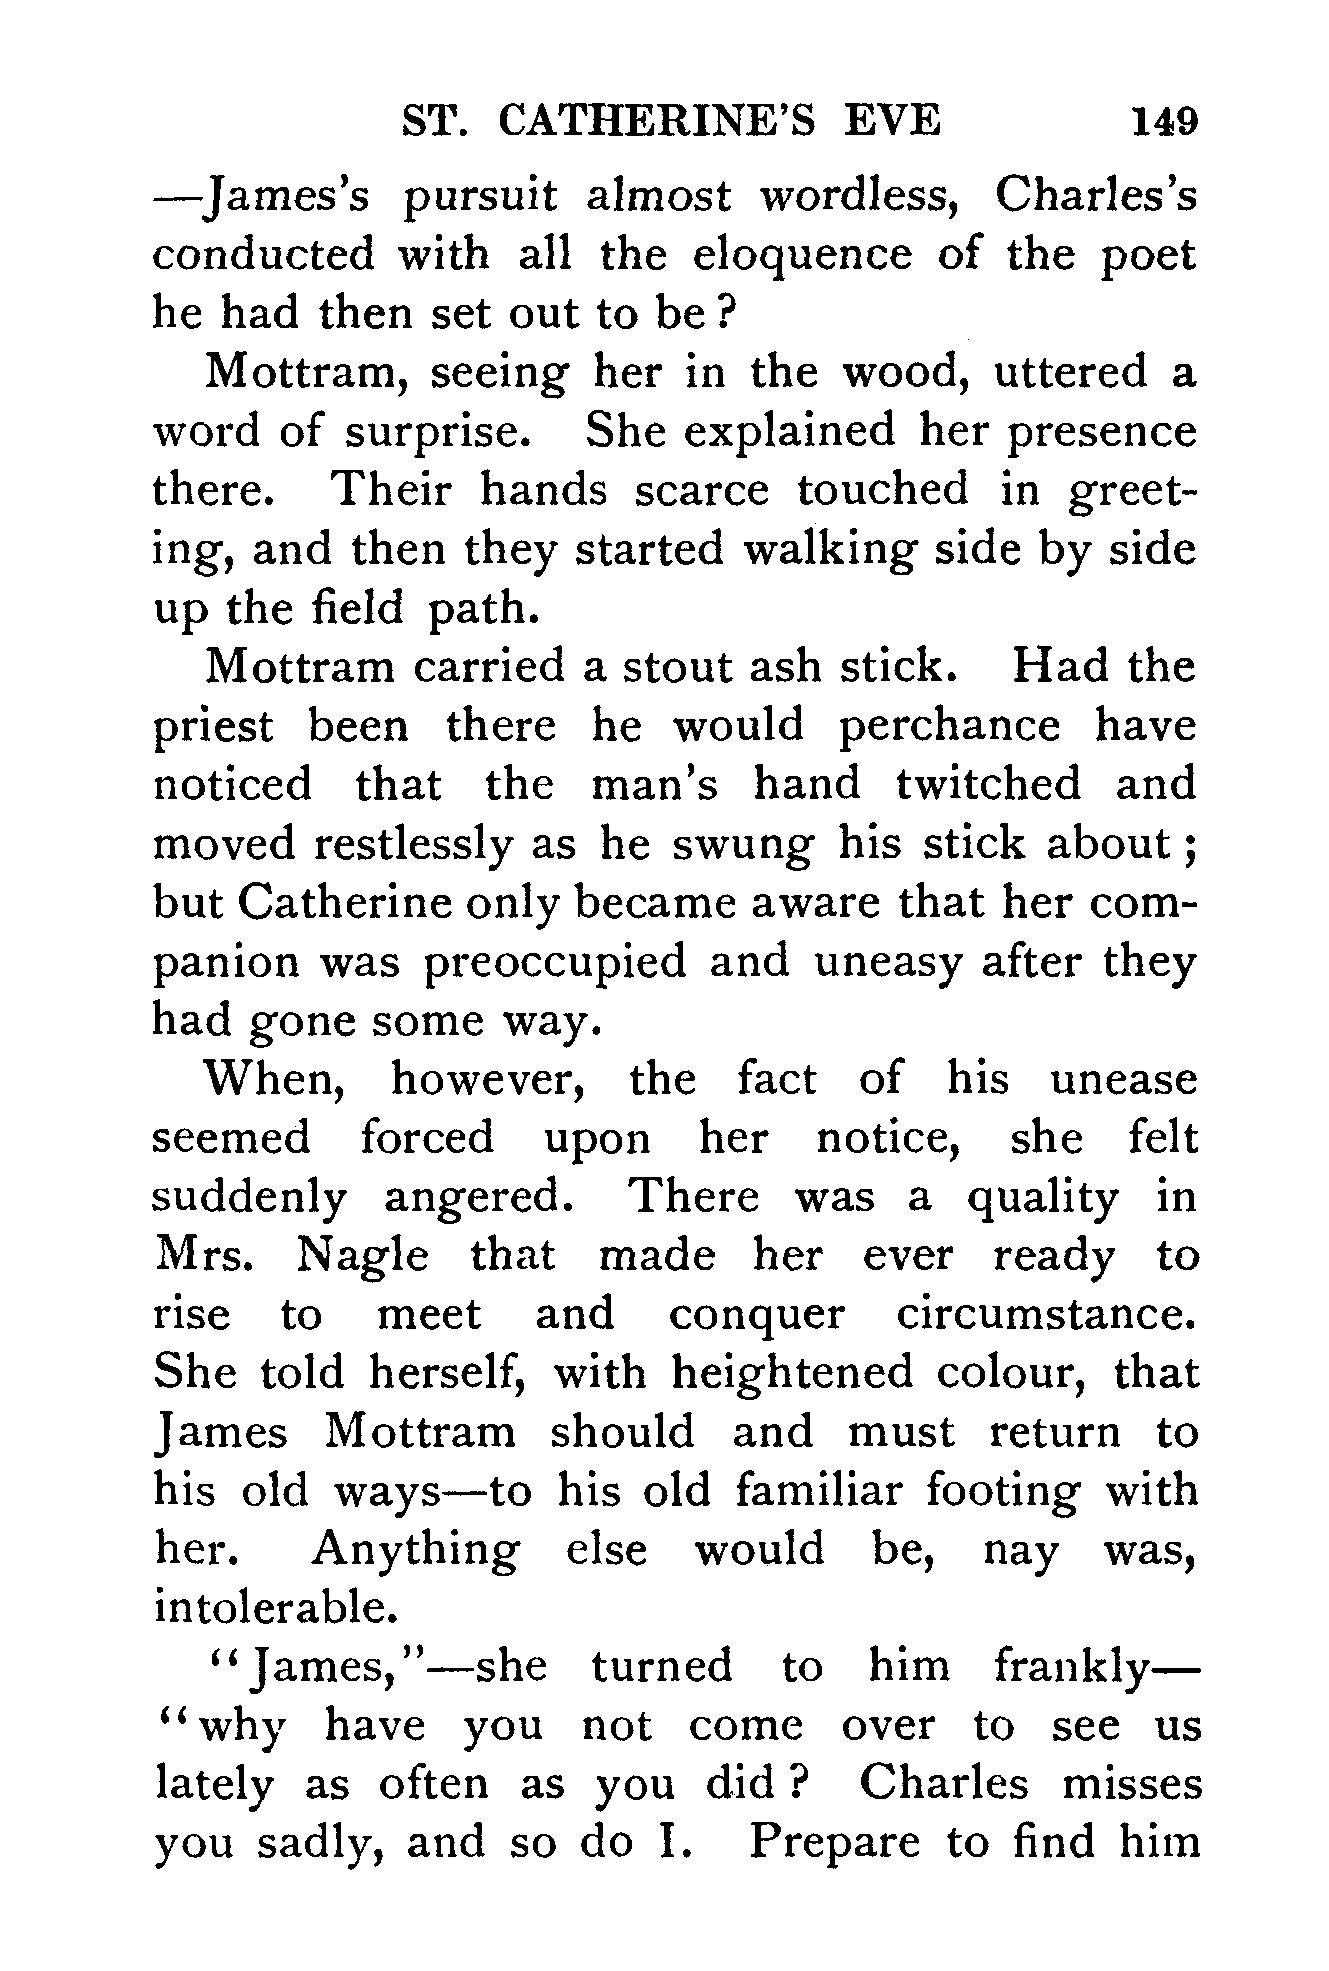 ST. CATHERINE'S EVE 149
—James's pursuit almost wordless, Charles's
conducted with all the eloquence of the poet
he had then set out to be ?
Mottram, seeing her in the wood, uttered a
word of surprise. She explained her presence
there. Their hands scarce touched in greet-
ing, and then they started walking side by side
up the field path.
Mottram carried a stout ash stick. Had the
priest been there he would perchance have
noticed that the man's hand twitched and
moved restlessly as he swung his stick about ;
but Catherine only became aware that her com-
panion was preoccupied and uneasy after they
had gone some way.
When, however, the fact of his unease
seemed forced upon her notice, she felt
suddenly angered. There was a quality in
Mrs. Nagle that made her ever ready to
rise to meet and conquer circumstance.
She told herself, with heightened colour, that
James Mottram should and must return to
his old ways—to his old familiar footing with
her. Anything else would be, nay was,
intolerable.
“James,”—she turned to him frankly—
“why have you not come over to see us
lately as often as you did ? Charles misses
you sadly, and so do I. Prepare to find him